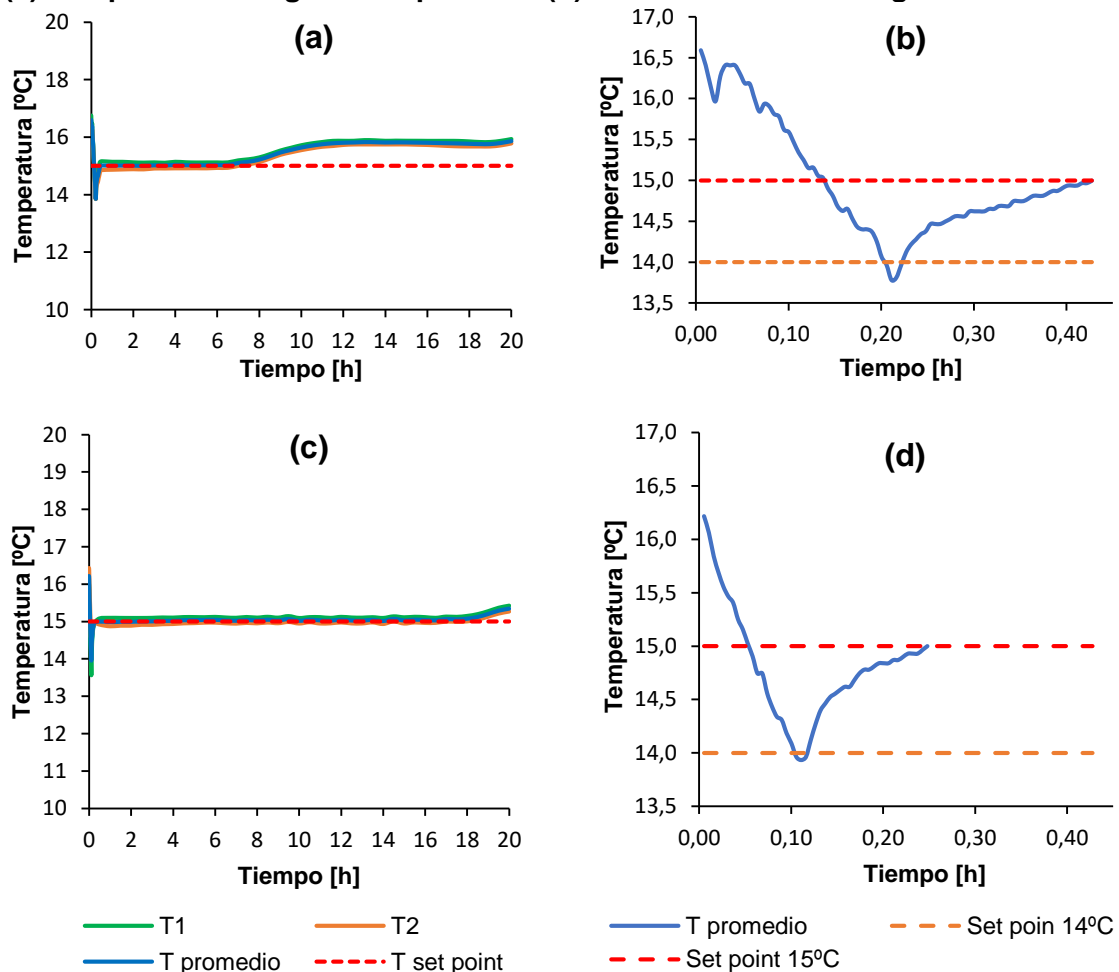 (a)
Temperatura [ºC]
20
18
16
14
12
10
0 2 4 6 8 10 12 14 16 18 20
Tiempo [h]
(b)
Temperatura [ºC]
17,0
16,5
16,0
15,5
15,0
14,5
14,0
13,5
0,00 0,10 0,20 0,30 0,40
Tiempo [h]
(c)
Temperatura [ºC]
20
19
18
17
16
15
14
13
12
11
10
0 2 4 6 8 10 12 14 16 18 20
Tiempo [h]
(d)
Temperatura [ºC]
17,0
16,5
16,0
15,5
15,0
14,5
14,0
13,5
0,00 0,10 0,20 0,30 0,40
Tiempo [h]
T1 T2
T promedio T set point
T promedio Set poin 14ºC
Set point 15ºC